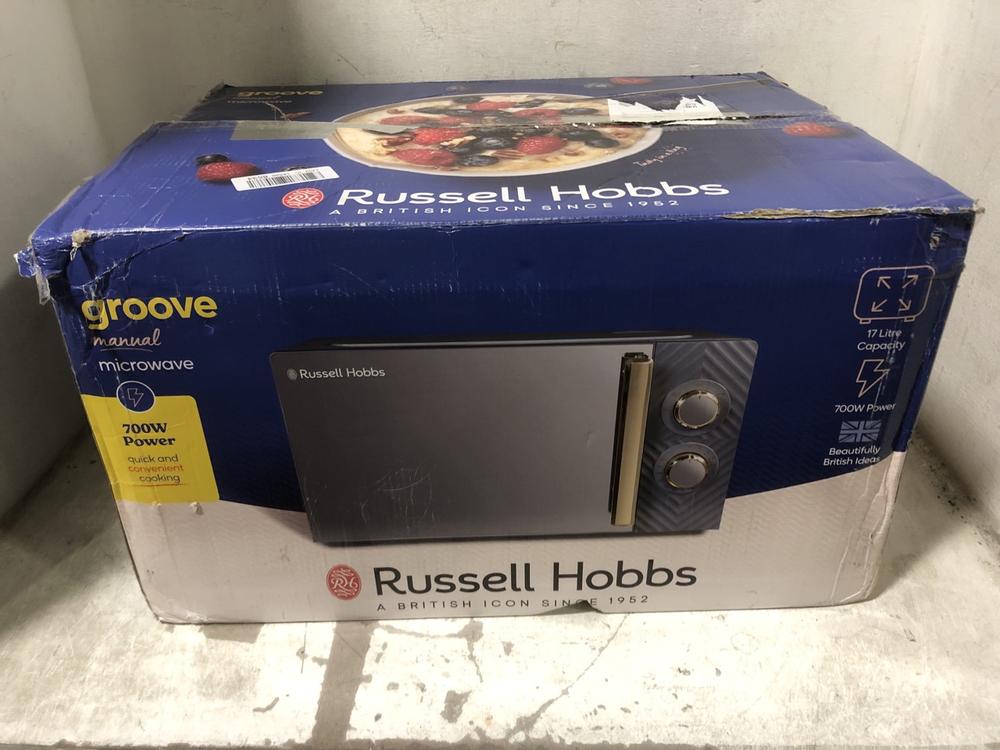 groove
microwave
Russell Hobbs
A BRITISH ICON SINCE 1952
groove
manual
microwave
700W
Power
quick and
convenient
cooking
Russell Hobbs
17 Litre
Capacity
700W Power
Beautifully
British Ideas
Russell Hobbs
A BRITISH ICON SINCE 1952